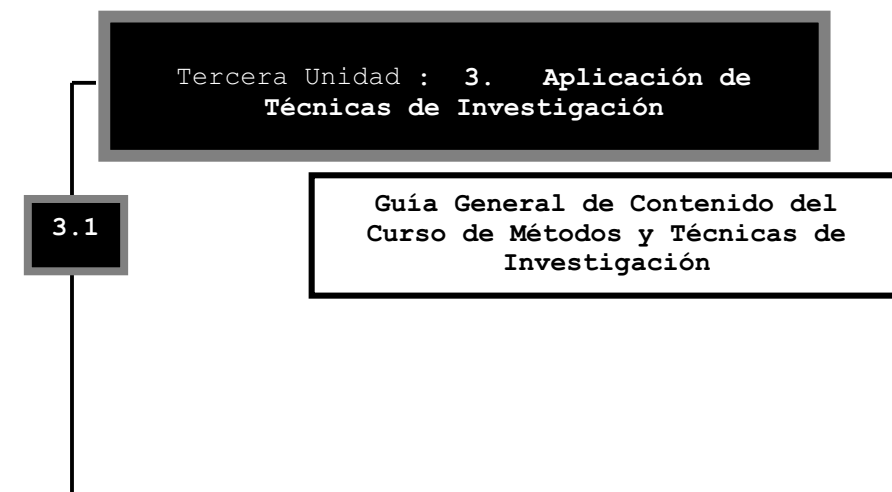 Tercera Unidad : 3. Aplicación de
Técnicas de Investigación
3.1
Guía General de Contenido del
Curso de Métodos y Técnicas de
Investigación